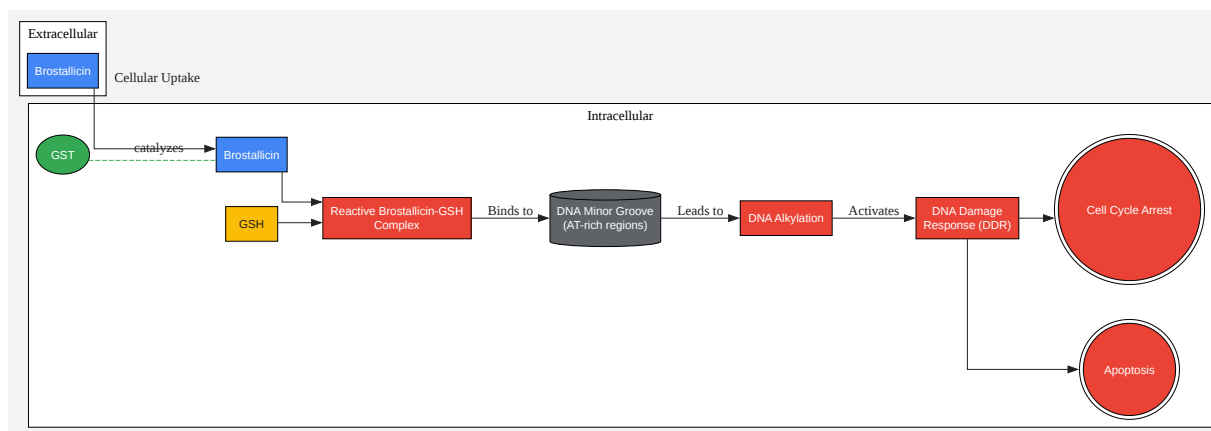 Extracellular
Brostallicin
Cellular Uptake
Intracellular
GST
catalyzes
Brostallicin
GSH
Reactive Brostallicin-GSH
Complex
Binds to
DNA Minor Groove
(AT-rich regions)
Leads to
DNA Alkylation
Activates
DNA Damage
Response (DDR)
Cell Cycle Arrest
Apoptosis